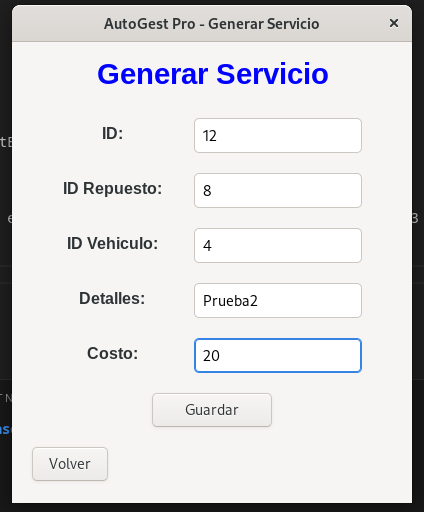 AutoGest Pro - Generar Servicio ×
Generar Servicio
ID: 12
ID Repuesto: 8
ID Vehiculo: 4
Detalles: Prueba2
Costo: 20
Guardar
Volver